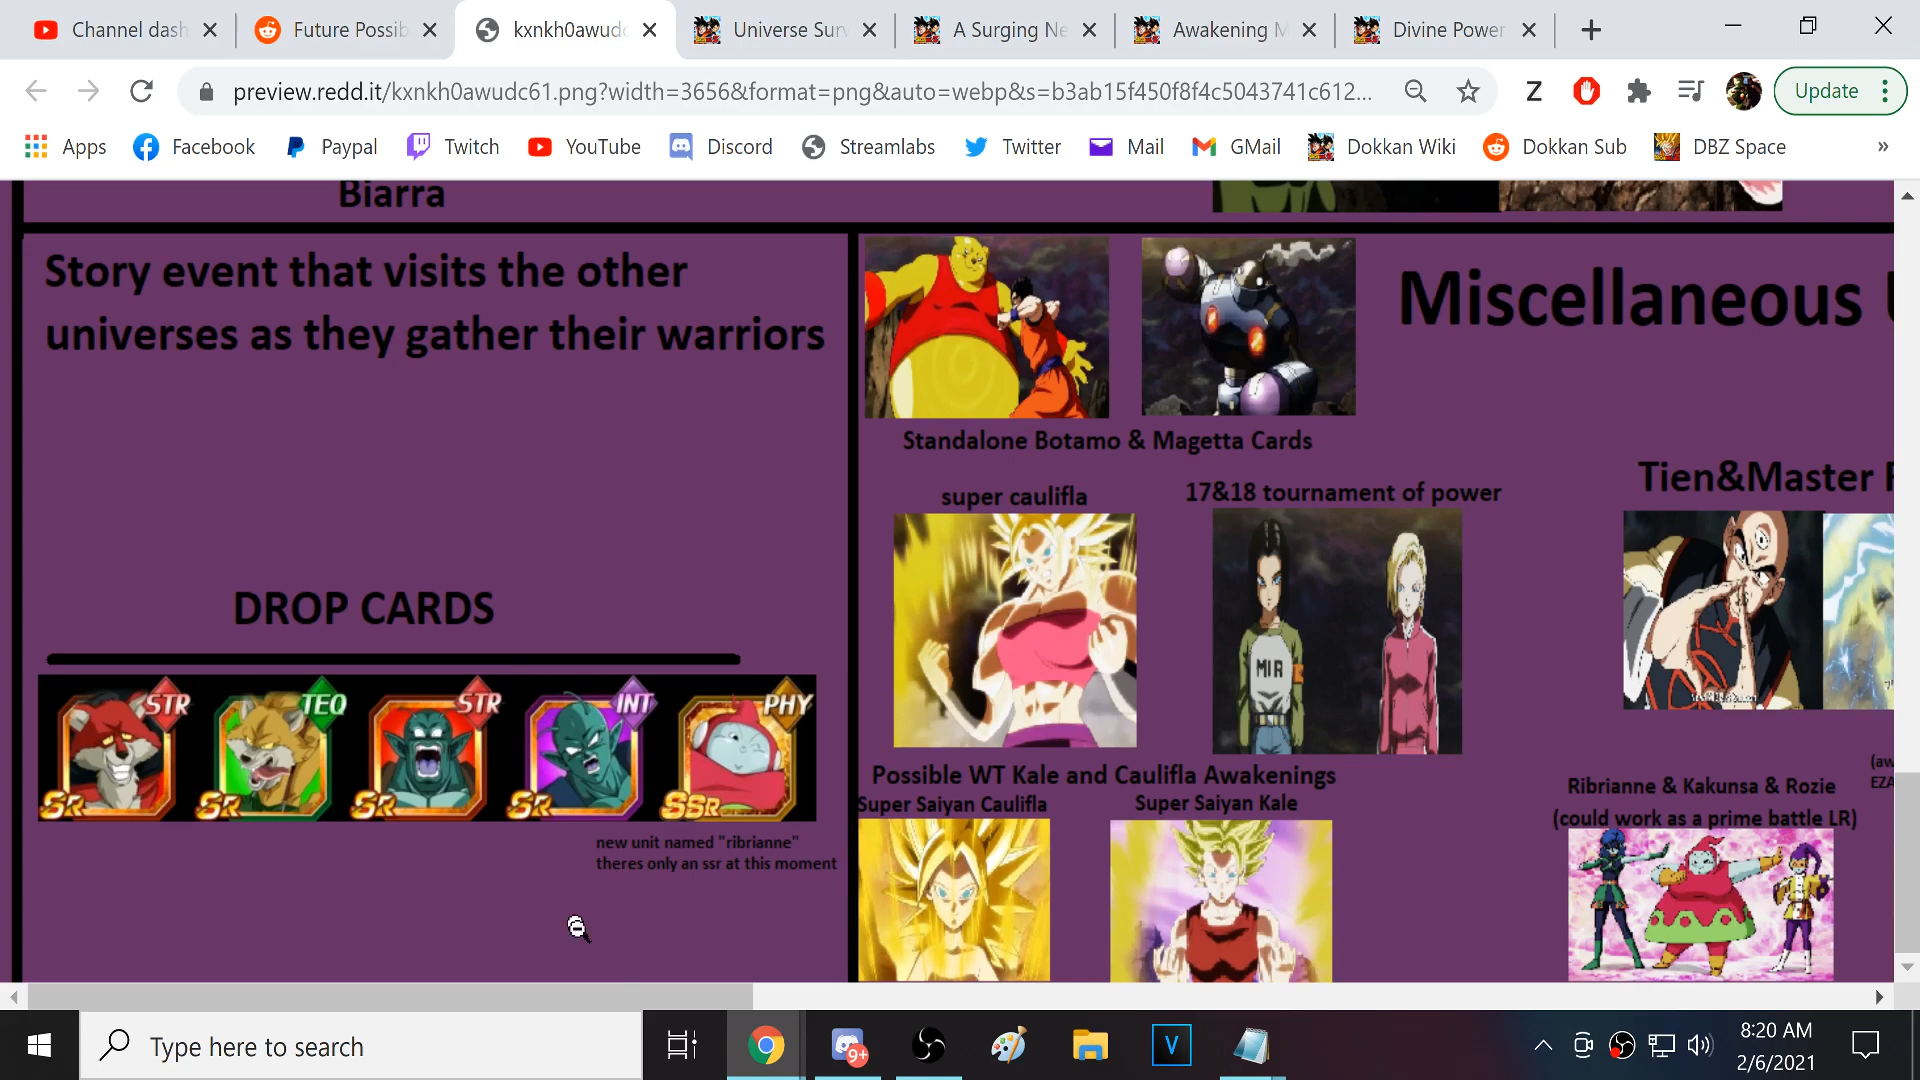 Channel dash
Future Possib
kxnkh0awudc
Universe Surv
A Surging Ne
Awakening M
Divine Power
preview.redd.it/kxnkh0awudc61.png?width=3656&format=png&auto=webp&s=b3ab15f450f8f4c5043741c612...
Z
Update
Apps
Facebook
Paypal
Twitch
YouTube
Discord
Streamlabs
Twitter
Mail
GMail
Dokkan Wiki
Dokkan Sub
DBZ Space
»
Biarra
Story event that visits the other
universes as they gather their warriors
DROP CARDS
STR
TEQ
STR
INT
PHY
SR
SR
SR
SR
SSR
new unit named "ribrianne"
theres only an ssr at this moment
Miscellaneous
Standalone Botamo & Magetta Cards
super caulifla
17&18 tournament of power
MIR
Tien&Master
Possible WT Kale and Caulifla Awakenings
Super Saiyan Caulifla
Super Saiyan Kale
(aw
EZA
Ribrianne & Kakunsa & Rozie
(could work as a prime battle LR)
Type here to search
9+
V
8:20 AM
2/6/2021